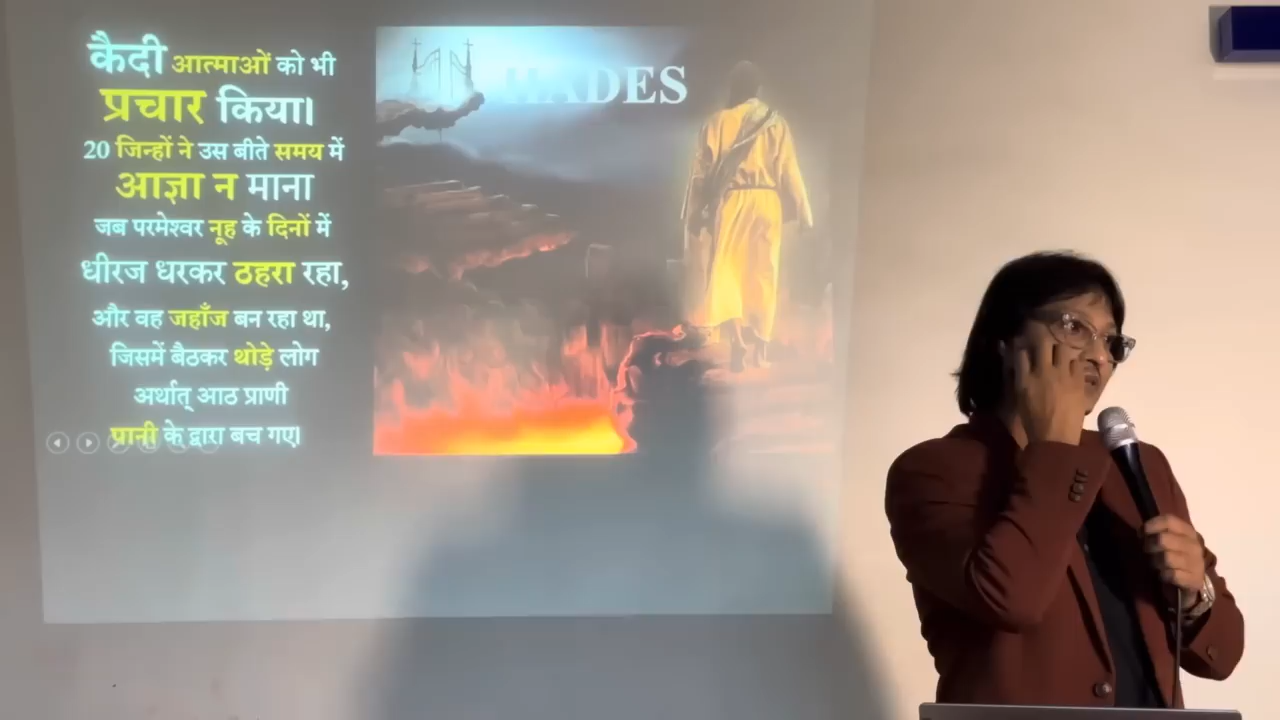 कैदी आत्माओं को भी
प्रचार किया।
20 जिन्होंने उस बीते समय में
आज्ञा न माना
जब परमेश्वर नूह के दिनों में
धीरज धरकर ठहरा रहा,
और वह जहाँज बन रहा था,
जिसमें बैठकर थोड़े लोग
अर्थात् आठ प्राणी
प्रानी के द्वारा बच गए।
HADES